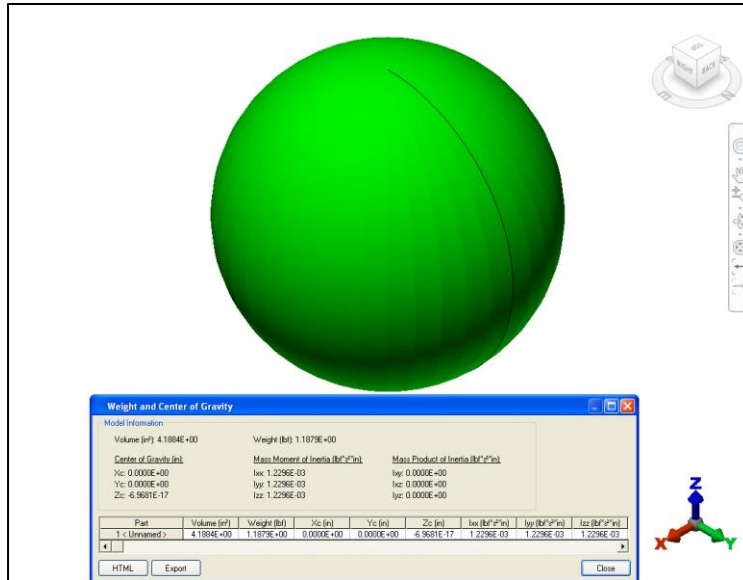 TOP
RIGHT
BACK
Weight and Center of Gravity
Model Information
Volume (in³): 4.1884E+00 Weight (lbf): 1.1879E+00
Center of Gravity (in): Mass Moment of Inertia (lbf*s²*in): Mass Product of Inertia (lbf*s²*in):
Xc: 0.0000E+00 Ixx: 1.2296E-03 Ixy: 0.0000E+00
Yc: 0.0000E+00 Iyy: 1.2296E-03 Ixz: 0.0000E+00
Zc: -6.9681E-17 Izz: 1.2296E-03 Iyz: 0.0000E+00
Part Volume (in³) Weight (lbf) Xc (in) Yc (in) Zc (in) Ixx (lbf*s²*in) Iyy (lbf*s²*in) Izz (lbf*s²*in)
1 < Unnamed > 4.1884E+00 1.1879E+00 0.0000E+00 0.0000E+00 -6.9681E-17 1.2296E-03 1.2296E-03 1.2296E-03
HTML Export Close
Z
X Y